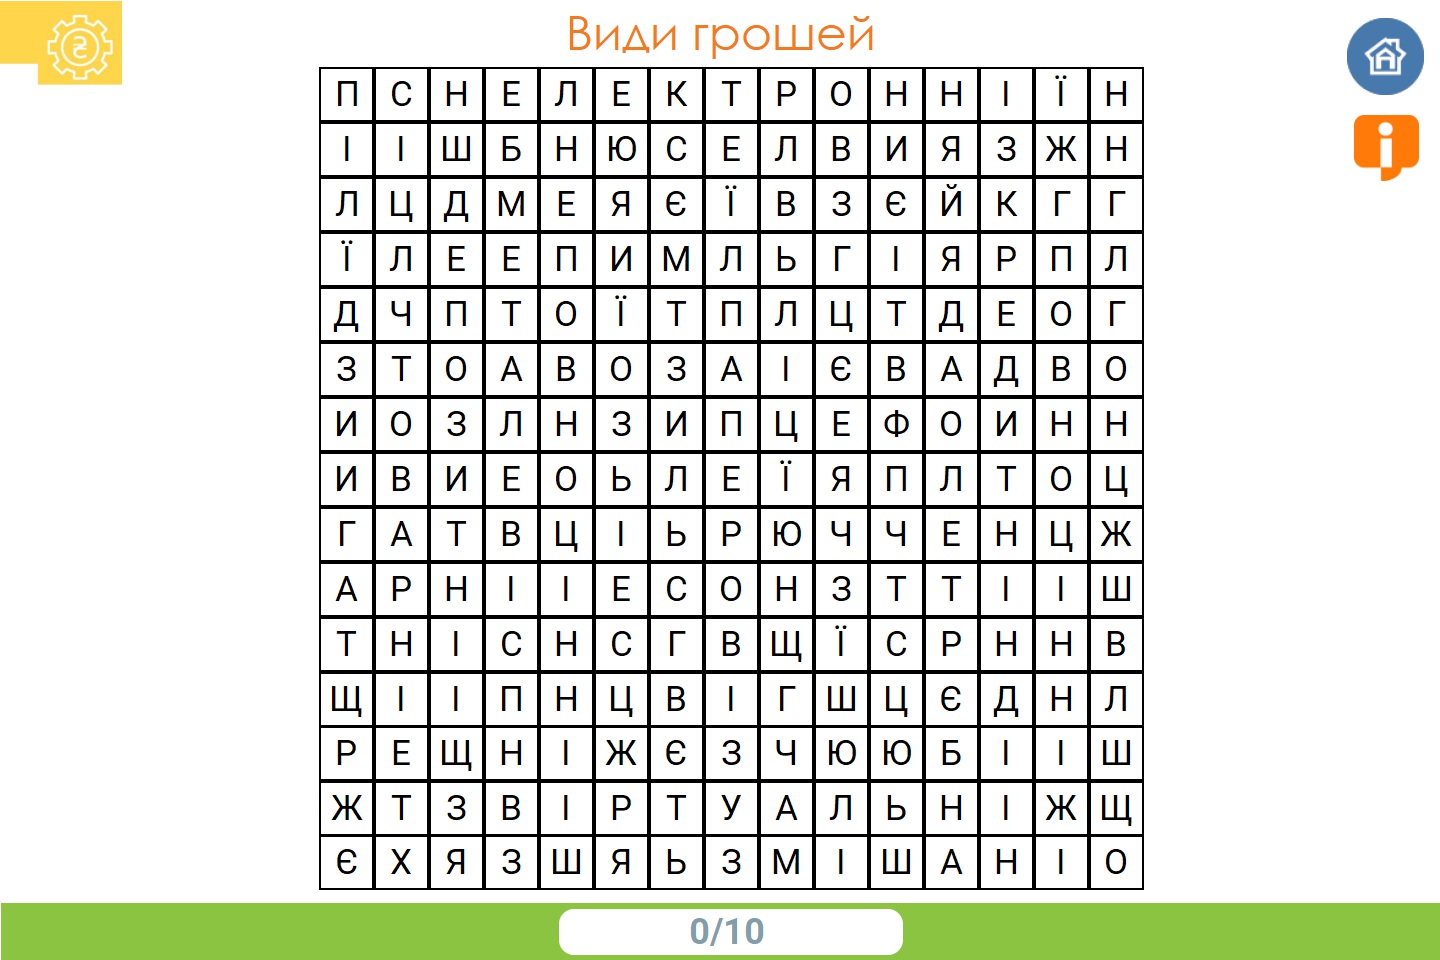 Види грошей
П С Н Е Л Е К Т Р О Н Н І Ї Н
І І Ш Б Н Ю С Е Л В И Я З Ж Н
Л Ц Д М Е Я Є Ї В З Є Й К Г Г
Ї Л Е Е П И М Л Ь Г І Я Р П Л
Д Ч П Т О Ї Т П Л Ц Т Д Е О Г
З Т О А В О З А І Є В А Д В О
И О З Л Н З И П Ц Е Ф О И Н Н
И В И Е О Ь Л Е Ї Я П Л Т О Ц
Г А Т В Ц І Ь Р Ю Ч Ч Е Н Ц Ж
А Р Н І І Е С О Н З Т Т І І Ш
Т Н І С Н С Г В Щ Ї С Р Н Н В
Щ І І П Н Ц В І Г Ш Ц Є Д Н Л
Р Е Щ Н І Ж Є З Ч Ю Ю Б І І Ш
Ж Т З В І Р Т У А Л Ь Н І Ж Щ
Є Х Я З Ш Я Ь З М І Ш А Н І О
0/10